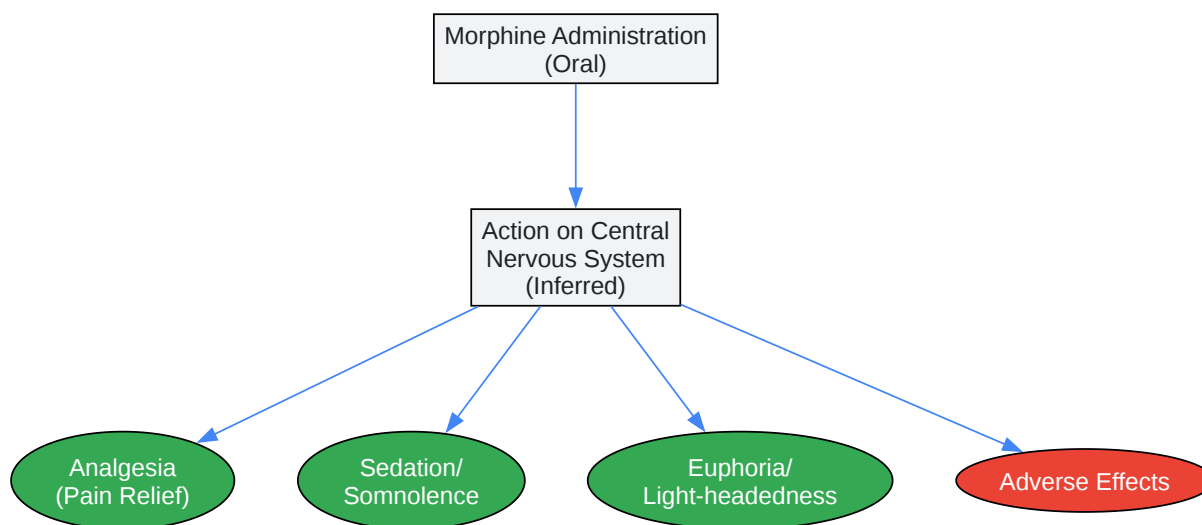 Morphine Administration
(Oral)
Action on Central
Nervous System
(Inferred)
Analgesia
(Pain Relief)
Sedation/
Somnolence
Euphoria/
Light-headedness
Adverse Effects